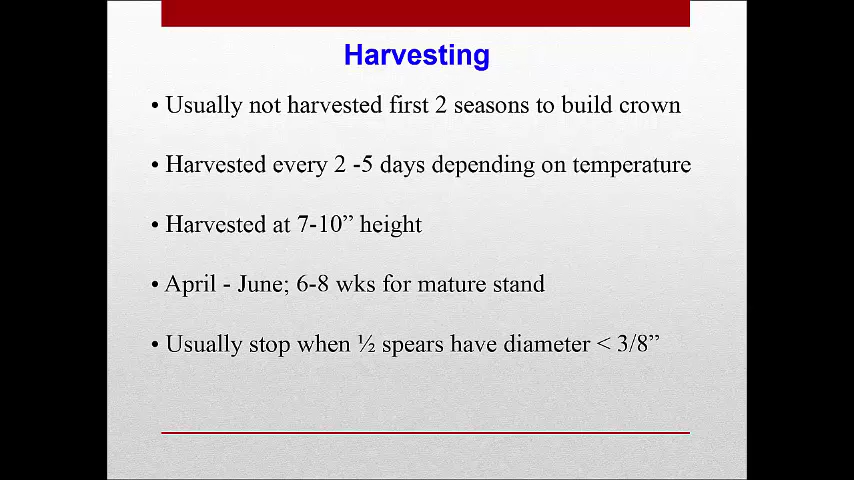 Harvesting
• Usually not harvested first 2 seasons to build crown
• Harvested every 2 -5 days depending on temperature
• Harvested at 7-10” height
• April - June; 6-8 wks for mature stand
• Usually stop when ½ spears have diameter < 3/8”